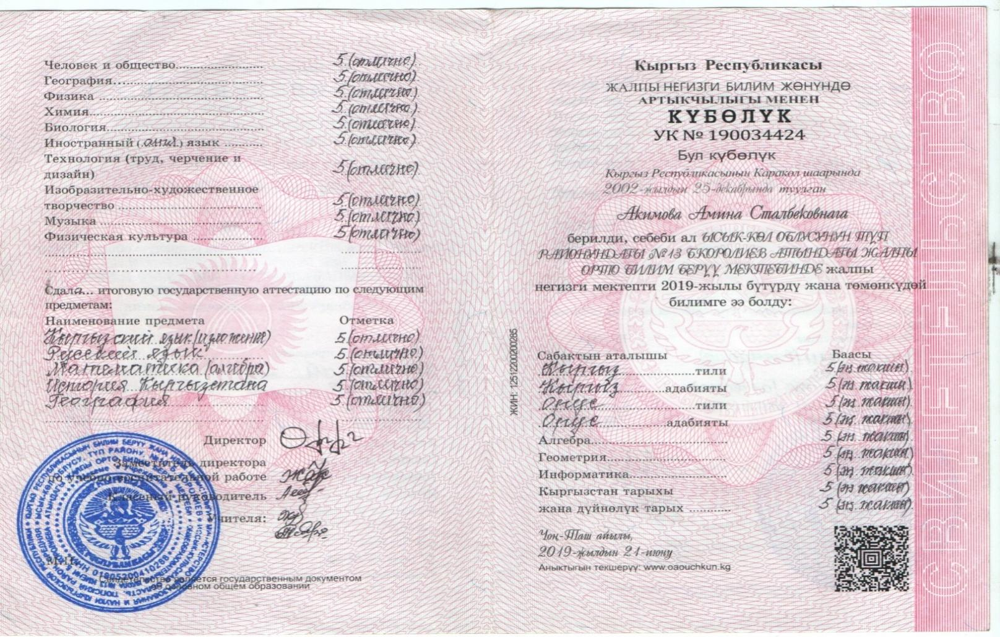 Человек и общество 5 (отлично)
География 5 (отлично)
Физика 5 (отлично)
Химия 5 (отлично)
Биология 5 (отлично)
Иностранный (англ.) язык 5 (отлично)
Технология (труд, черчение и
дизайн) 5 (отлично)
Изобразительно-художественное
творчество 5 (отлично)
Музыка 5 (отлично)
Физическая культура 5 (отлично)
Сдала... итоговую государственную аттестацию по следующим
предметам:
Наименование предмета Отметка
Кыргызский язык (изложение) 5 (отлично)
Русский язык 5 (отлично)
Математика (алгебра) 5 (отлично)
История Кыргызстана 5 (отлично)
География 5 (отлично)
Директор
Заместитель директора
по учебно-воспитательной работе
Классный руководитель
Учителя:
М.П.
Свидетельство является государственным документом
об основном общем образовании
Кыргыз Республикасы
ЖАЛПЫ НЕГИЗГИ БИЛИМ ЖӨНҮНДӨ
АРТЫКЧЫЛЫГЫ МЕНЕН
КҮБӨЛҮК
УК № 190034424
Бул күбөлүк
Кыргыз Республикасынын Каракол шаарында
2002-жылдын 25-декабрында туулган
Акимова Амина Сталбековнага
берилди, себеби ал ЫСЫК-КӨЛ ОБЛУСУНУН ТҮП
РАЙОНУНДАГЫ №13 Б.КОРОЛИЕВ АТЫНДАГЫ ЖАЛПЫ
ОРТО БИЛИМ БЕРҮҮ МЕКТЕБИНДЕ жалпы
негизги мектепти 2019-жылы бүтүрдү жана төмөнкүдөй
билимге ээ болду:
ЖИН: 12512200200285
Сабактын аталышы Баасы
Кыргыз тили 5 (эң жакшы)
Кыргыз адабияты 5 (эң жакшы)
Орус тили 5 (эң жакшы)
Орус адабияты 5 (эң жакшы)
Алгебра 5 (эң жакшы)
Геометрия 5 (эң жакшы)
Информатика 5 (эң жакшы)
Кыргызстан тарыхы 5 (эң жакшы)
жана дүйнөлүк тарых 5 (эң жакшы)
Чоң-Таш айылы,
2019-жылдын 21-июну
Аныктыгын текшерүү: www.oaouchkun.kg
СВИДЕТЕЛЬСТВО